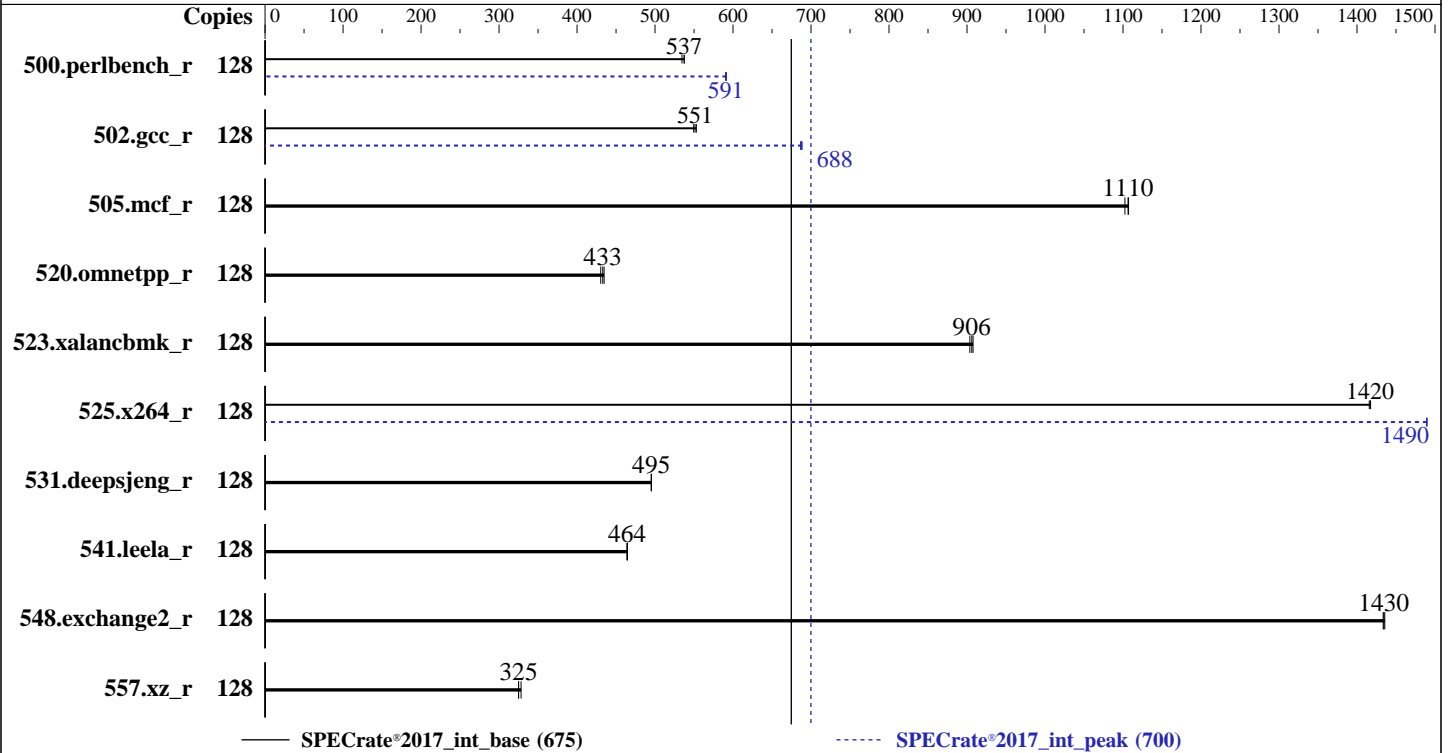 Copies 0 100 200 300 400 500 600 700 800 900 1000 1100 1200 1300 1400 1500
500.perlbench_r 128 537
591
502.gcc_r 128 551
688
505.mcf_r 128 1110
520.omnetpp_r 128 433
523.xalancbmk_r 128 906
525.x264_r 128 1420
1490
531.deepsjeng_r 128 495
541.leela_r 128 464
548.exchange2_r 128 1430
557.xz_r 128 325
SPECrate®2017_int_base (675) SPECrate®2017_int_peak (700)